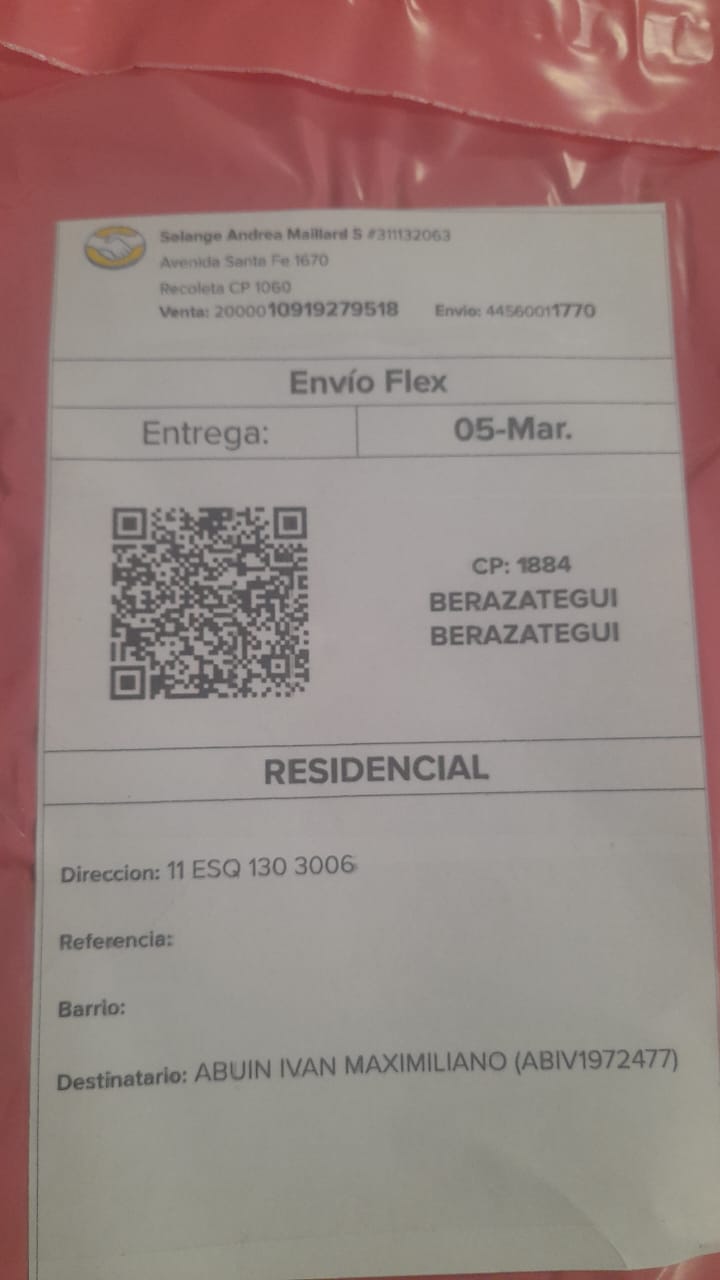 Solange Andrea Maillard S #311132063
Avenida Santa Fe 1670
Recoleta CP 1060
Venta: 2000010919279518 Envio: 44560011770
Envío Flex
Entrega: 05-Mar.
CP: 1884
BERAZATEGUI
BERAZATEGUI
RESIDENCIAL
Direccion: 11 ESQ 130 3006
Referencia:
Barrio:
Destinatario: ABUIN IVAN MAXIMILIANO (ABIV1972477)